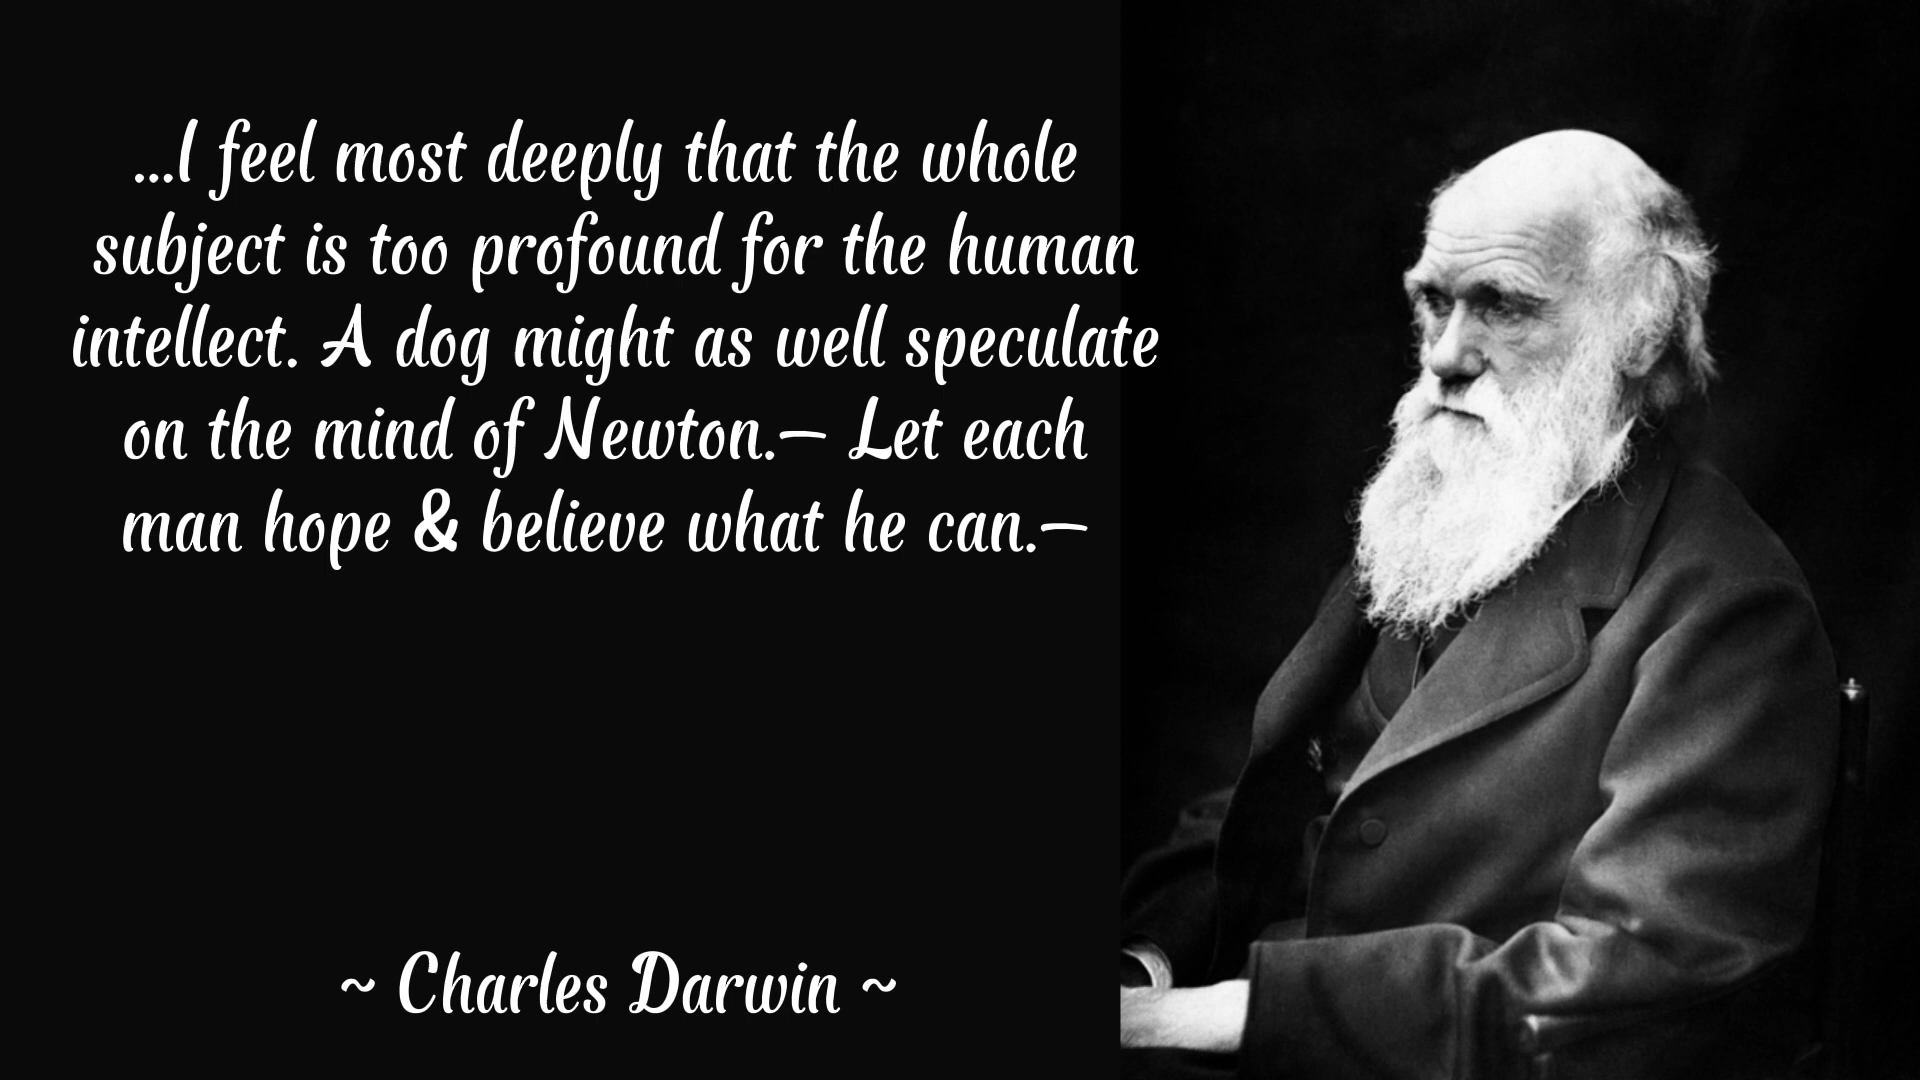 ...I feel most deeply that the whole
subject is too profound for the human
intellect. A dog might as well speculate
on the mind of Newton.— Let each
man hope & believe what he can.—
~ Charles Darwin ~